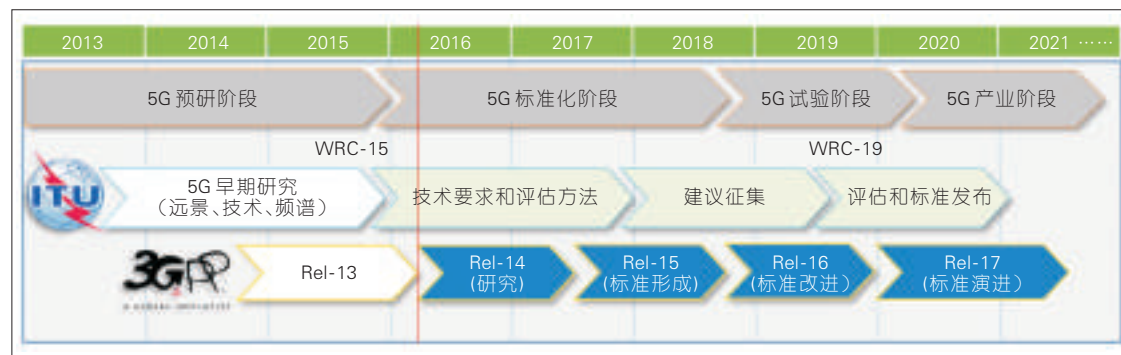 2013 2014 2015 2016 2017 2018 2019 2020 2021 ……
5G 预研阶段 5G 标准化阶段 5G 试验阶段 5G 产业阶段
WRC-15 WRC-19
ITU
5G 早期研究
（远景、技术、频谱）
技术要求和评估方法 建议征集 评估和标准发布
3GPP
Rel-13
Rel-14
(研究)
Rel-15
(标准形成)
Rel-16
(标准改进）
Rel-17
(标准演进）